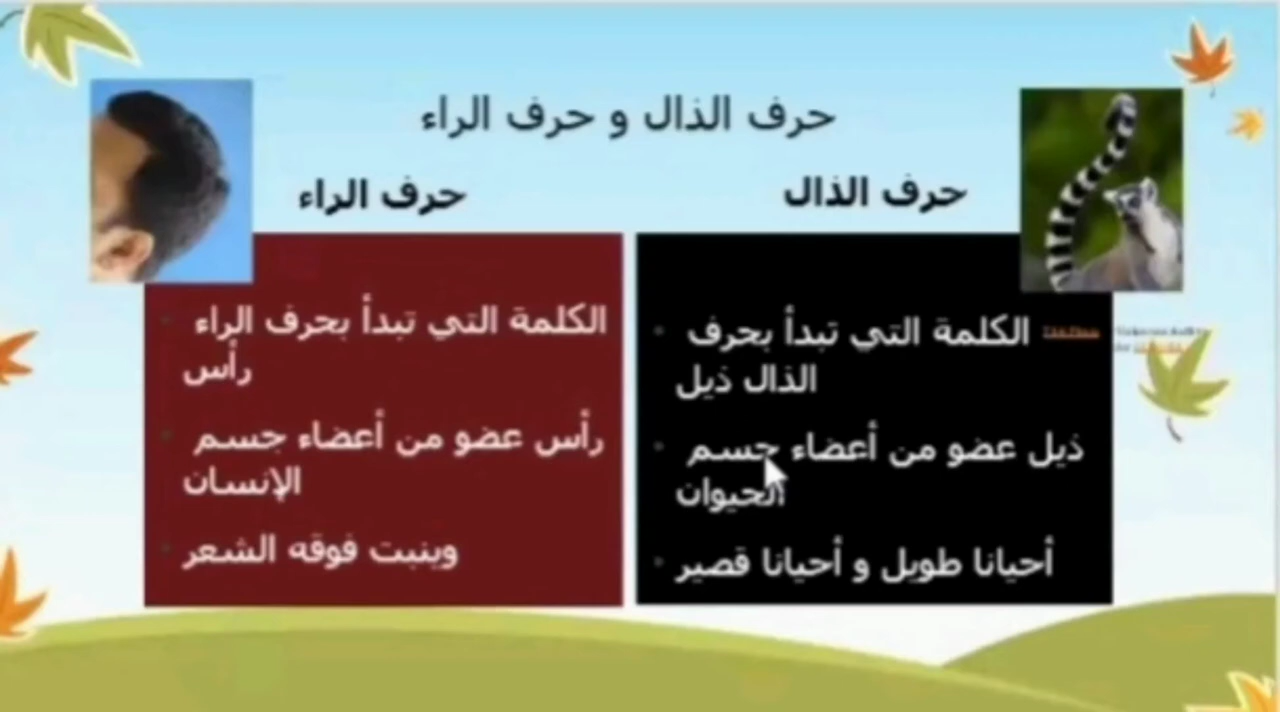 حرف الذال و حرف الراء
حرف الذال
الكلمة التي تبدأ بحرف
الذال ذيل
ذيل عضو من أعضاء جسم
الحيوان
أحيانا طويل و أحيانا قصير
حرف الراء
الكلمة التي تبدأ بحرف الراء
رأس
رأس عضو من أعضاء جسم
الإنسان
وينبت فوقه الشعر